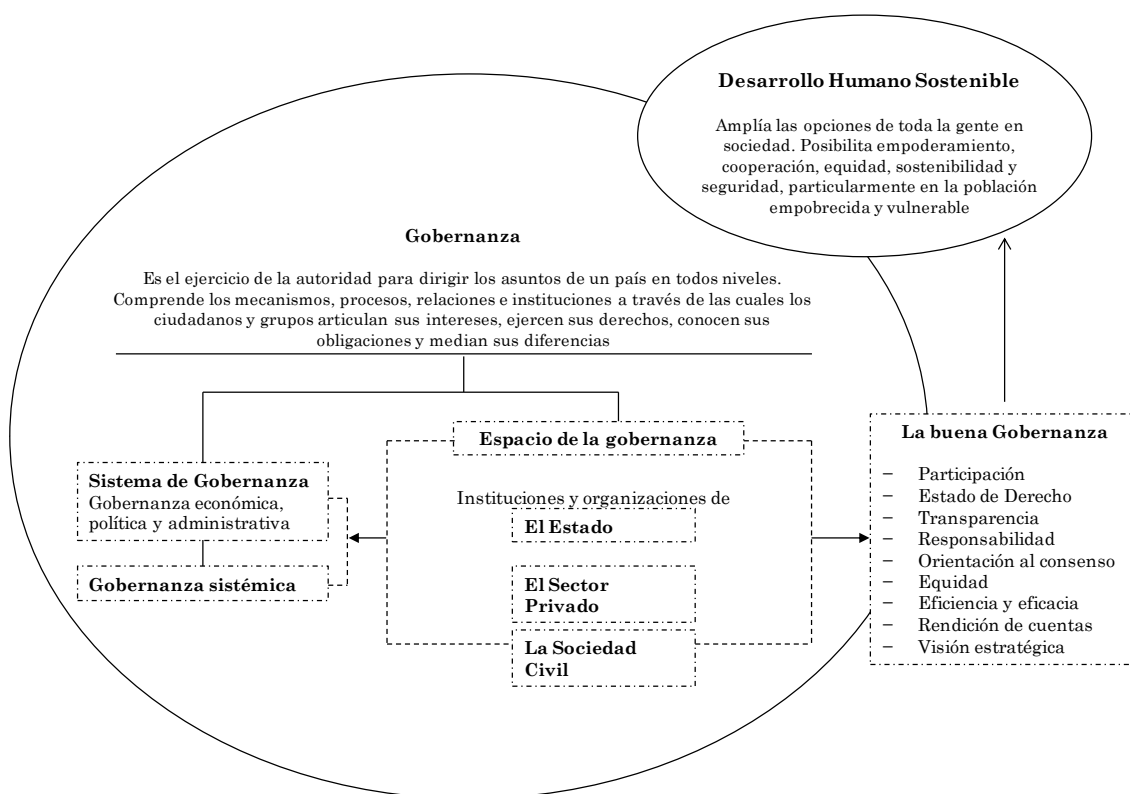 Desarrollo Humano Sostenible
Amplía las opciones de toda la gente en
sociedad. Posibilita empoderamiento,
cooperación, equidad, sostenibilidad y
seguridad, particularmente en la población
empobrecida y vulnerable
Gobernanza
Es el ejercicio de la autoridad para dirigir los asuntos de un país en todos niveles.
Comprende los mecanismos, procesos, relaciones e instituciones a través de las cuales los
ciudadanos y grupos articulan sus intereses, ejercen sus derechos, conocen sus
obligaciones y median sus diferencias
Sistema de Gobernanza
Gobernanza económica,
política y administrativa
Gobernanza sistémica
Espacio de la gobernanza
Instituciones y organizaciones de
El Estado
El Sector
Privado
La Sociedad
Civil
La buena Gobernanza
– Participación
– Estado de Derecho
– Transparencia
– Responsabilidad
– Orientación al consenso
– Equidad
– Eficiencia y eficacia
– Rendición de cuentas
– Visión estratégica